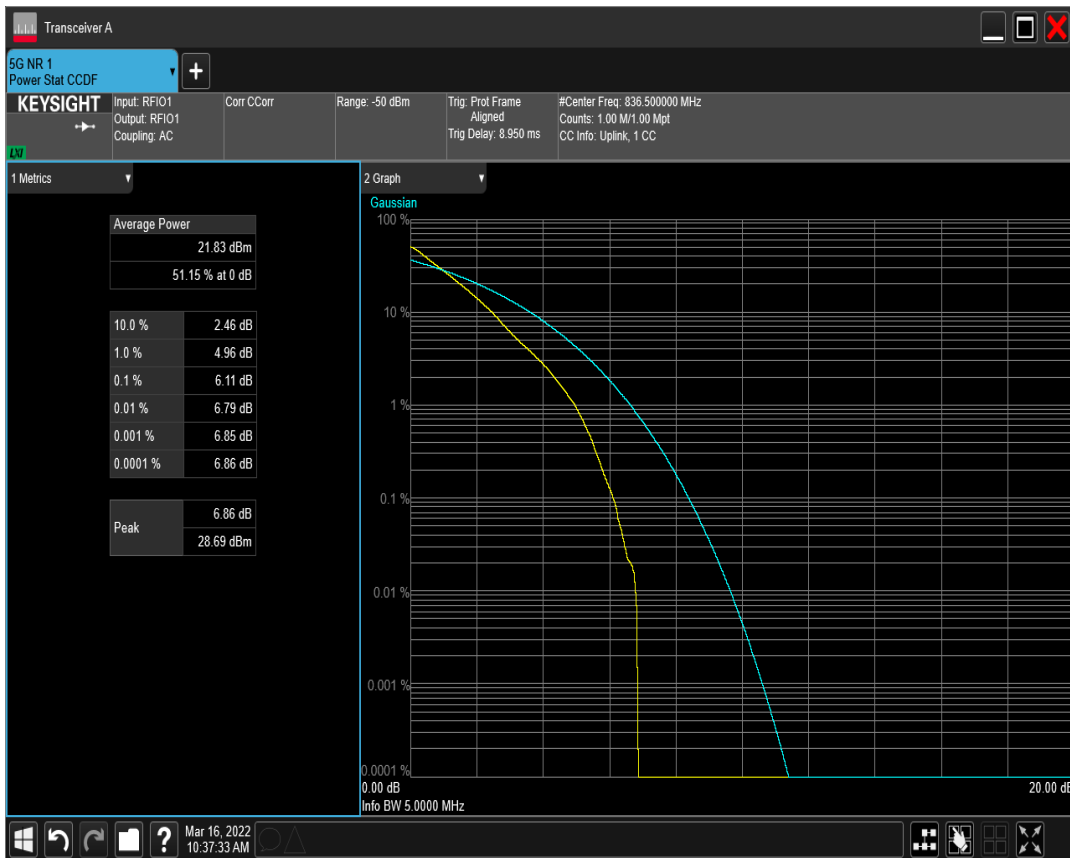 Transceiver A
5G NR 1
Power Stat CCDF
+
KEYSIGHT
LXI
Input: RFIO1
Output: RFIO1
Coupling: AC
Corr CCorr
Range: -50 dBm
Trig: Prot Frame
Aligned
Trig Delay: 8.950 ms
#Center Freq: 836.500000 MHz
Counts: 1.00 M/1.00 Mpt
CC Info: Uplink, 1 CC
1 Metrics
Average Power
21.83 dBm
51.15 % at 0 dB
10.0 % 2.46 dB
1.0 % 4.96 dB
0.1 % 6.11 dB
0.01 % 6.79 dB
0.001 % 6.85 dB
0.0001 % 6.86 dB
Peak
6.86 dB
28.69 dBm
2 Graph
Gaussian
100 %
10 %
1 %
0.1 %
0.01 %
0.001 %
0.0001 %
0.00 dB 20.00 dB
Info BW 5.0000 MHz
?
Mar 16, 2022
10:37:33 AM